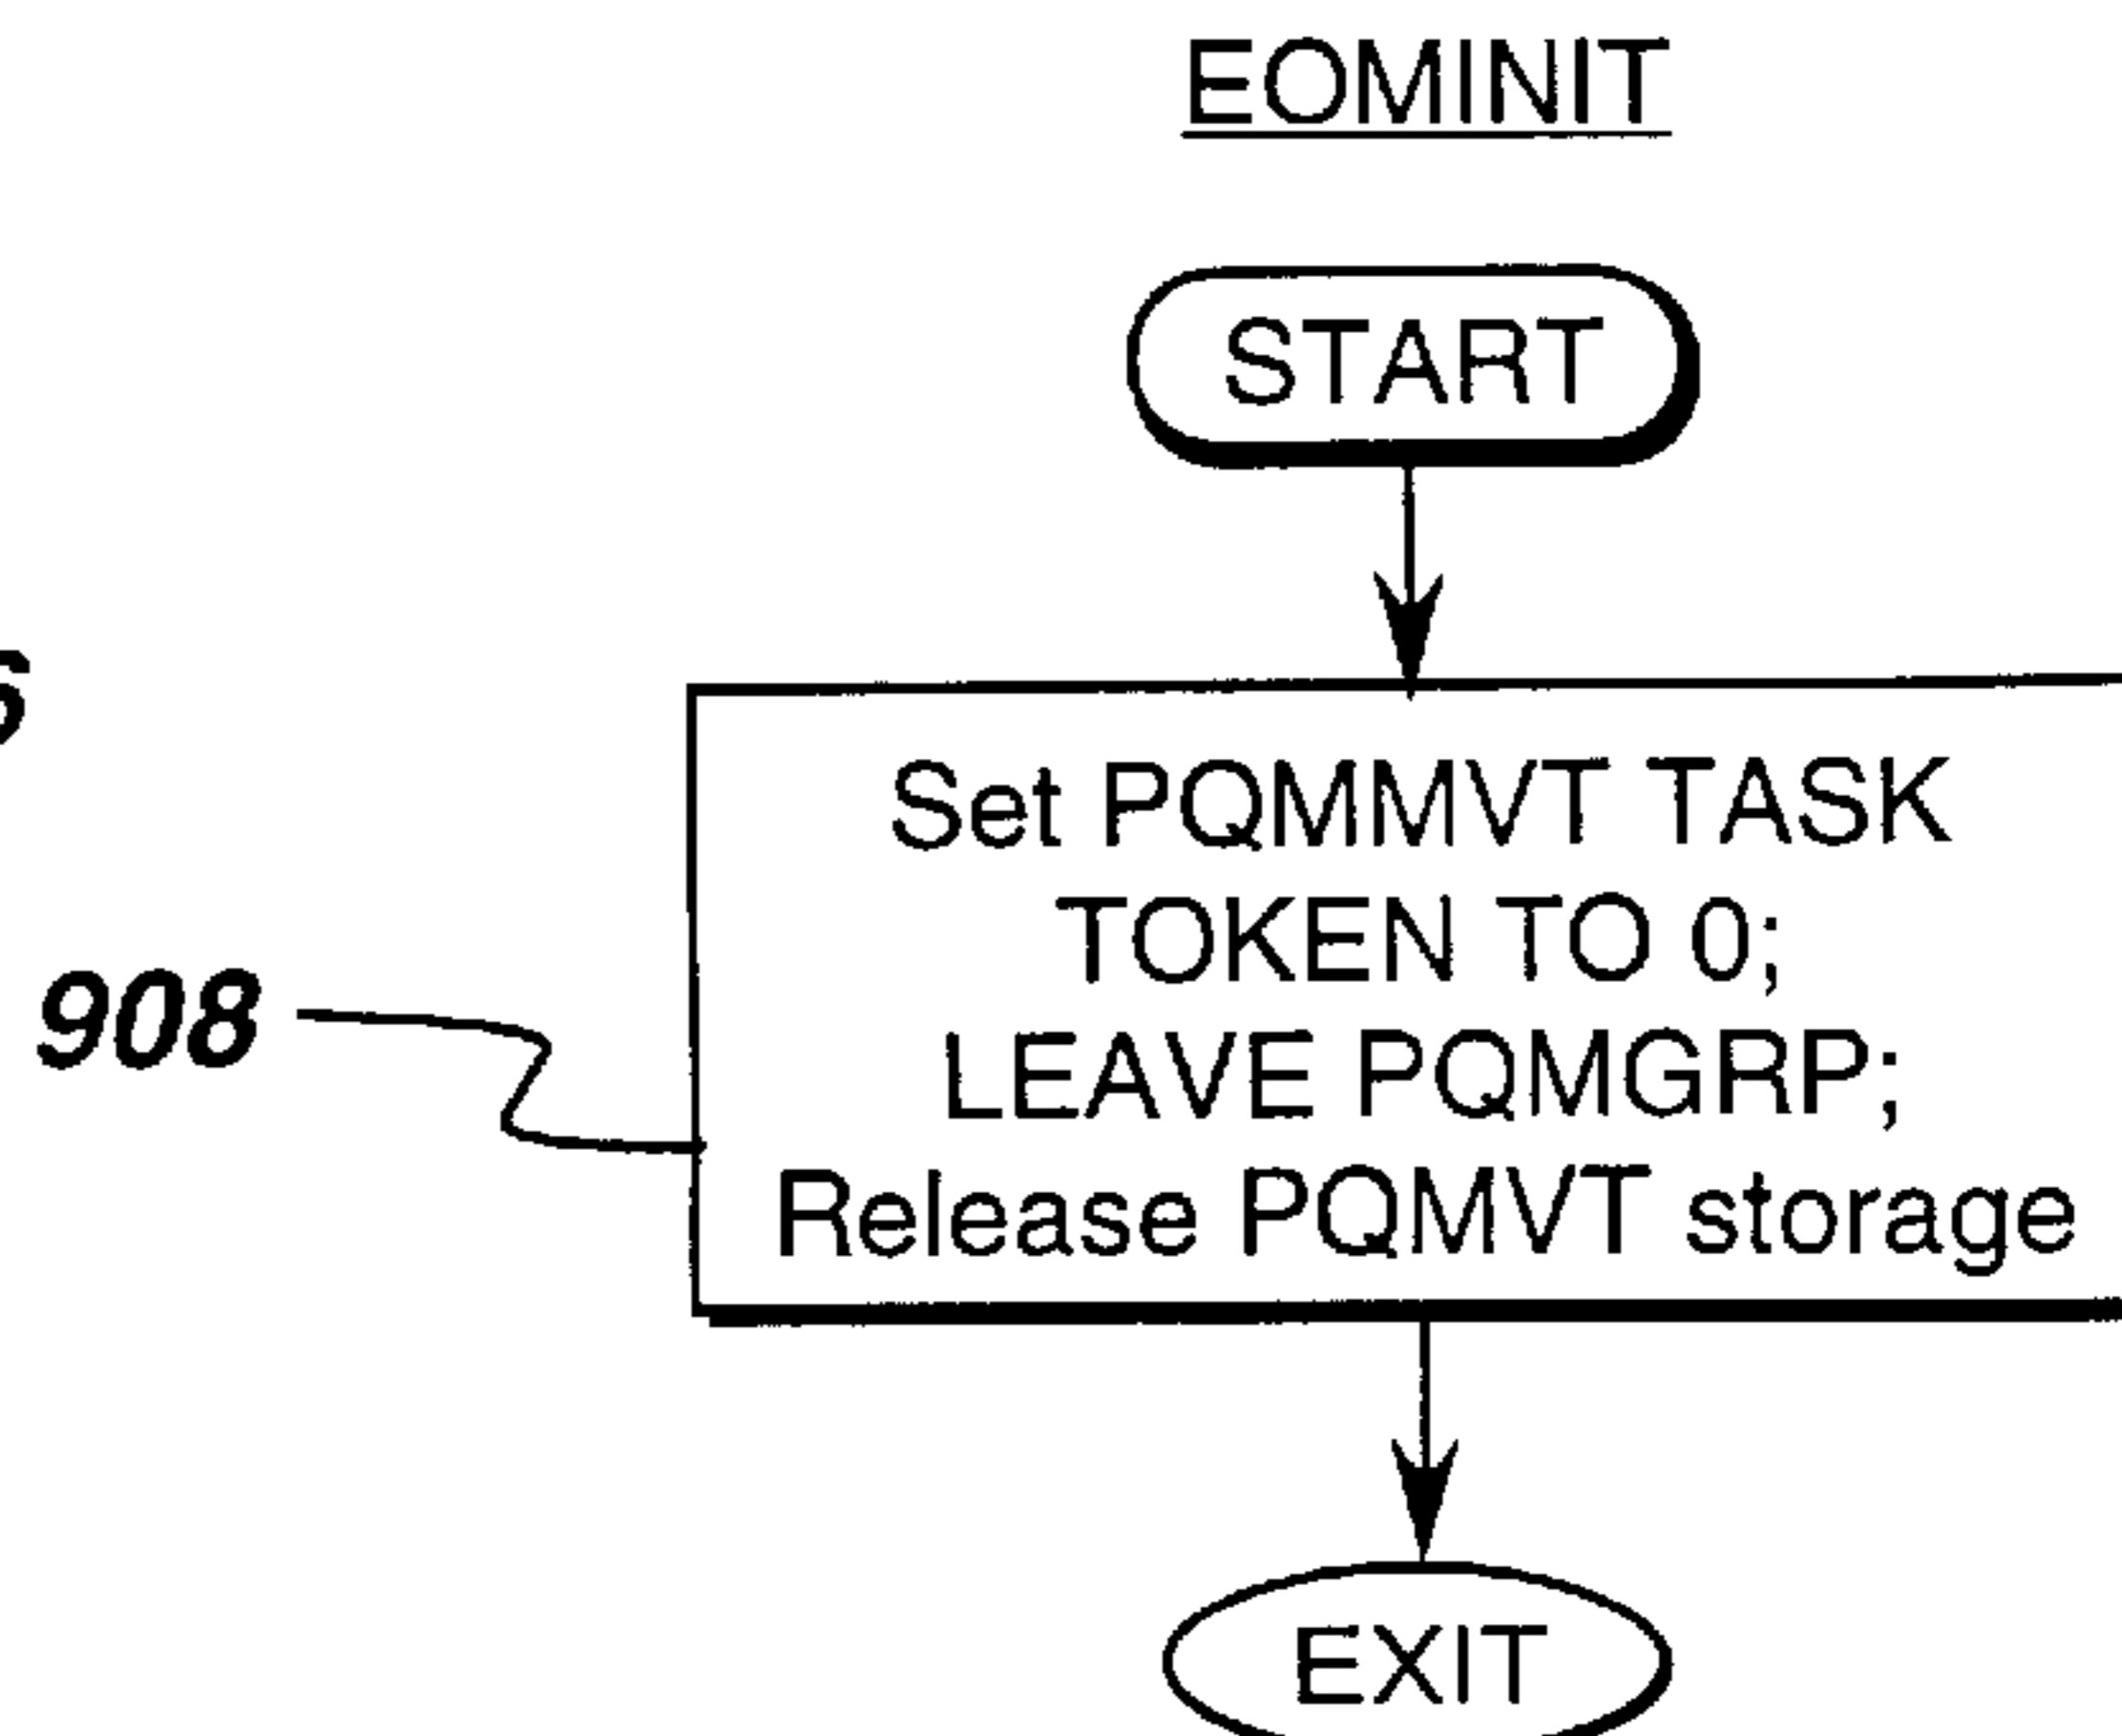 EOMINIT
START
Set PQMMVT TASK
TOKEN TO 0;
LEAVE PQMGRP;
Release PQMVT storage
908
EXIT